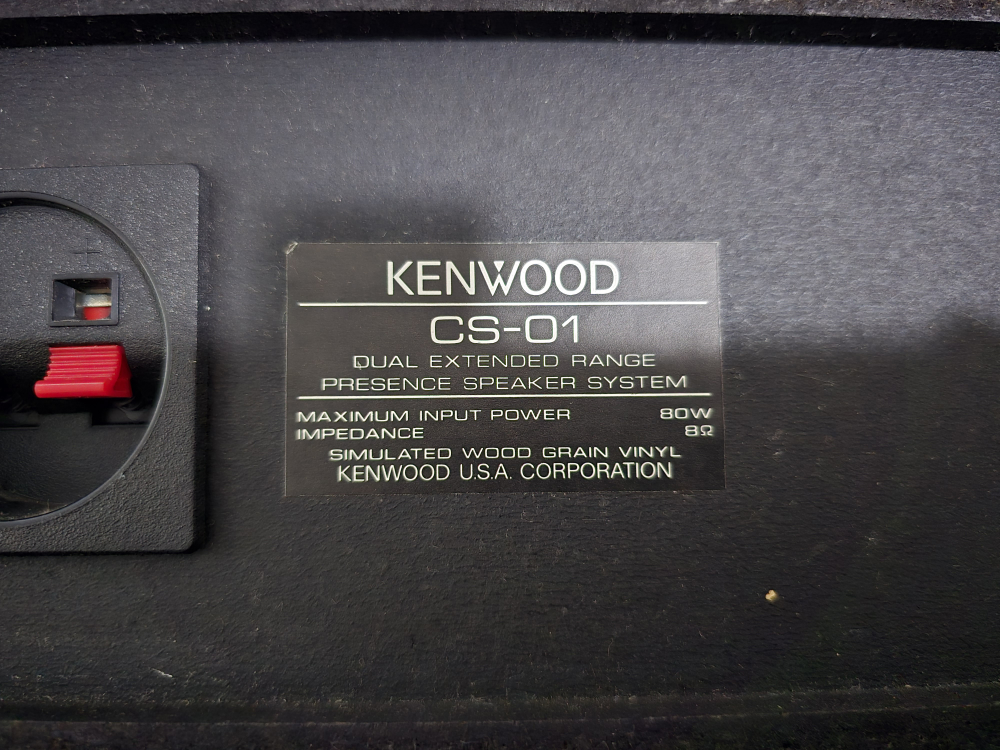 +
KENWOOD
CS-01
DUAL EXTENDED RANGE
PRESENCE SPEAKER SYSTEM
MAXIMUM INPUT POWER 80W
IMPEDANCE 8Ω
SIMULATED WOOD GRAIN VINYL
KENWOOD U.S.A. CORPORATION